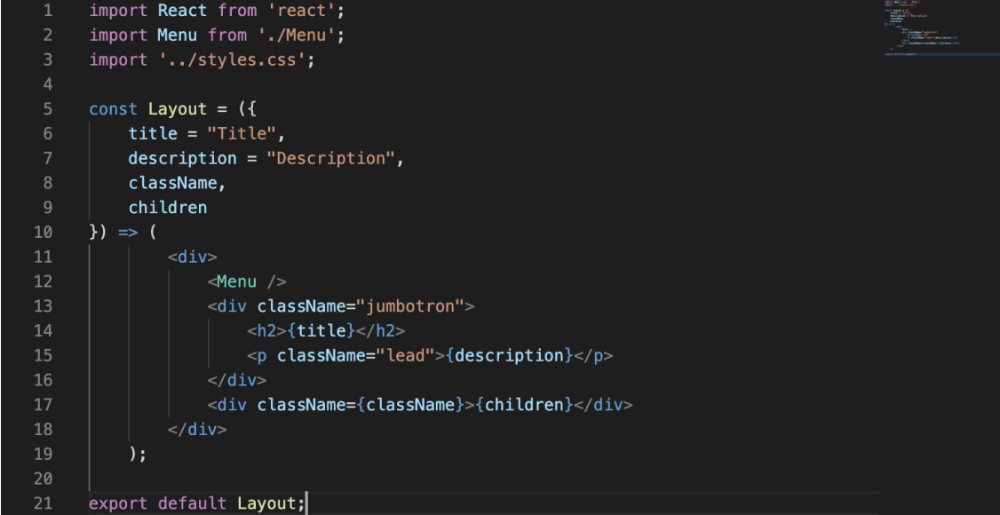 1 import React from 'react';
2 import Menu from './Menu';
3 import '../styles.css';
4
5 const Layout = ({
6     title = "Title",
7     description = "Description",
8     className,
9     children
10 }) => (
11         <div>
12             <Menu />
13             <div className="jumbotron">
14                 <h2>{title}</h2>
15                 <p className="lead">{description}</p>
16             </div>
17             <div className={className}>{children}</div>
18         </div>
19     );
20
21 export default Layout;